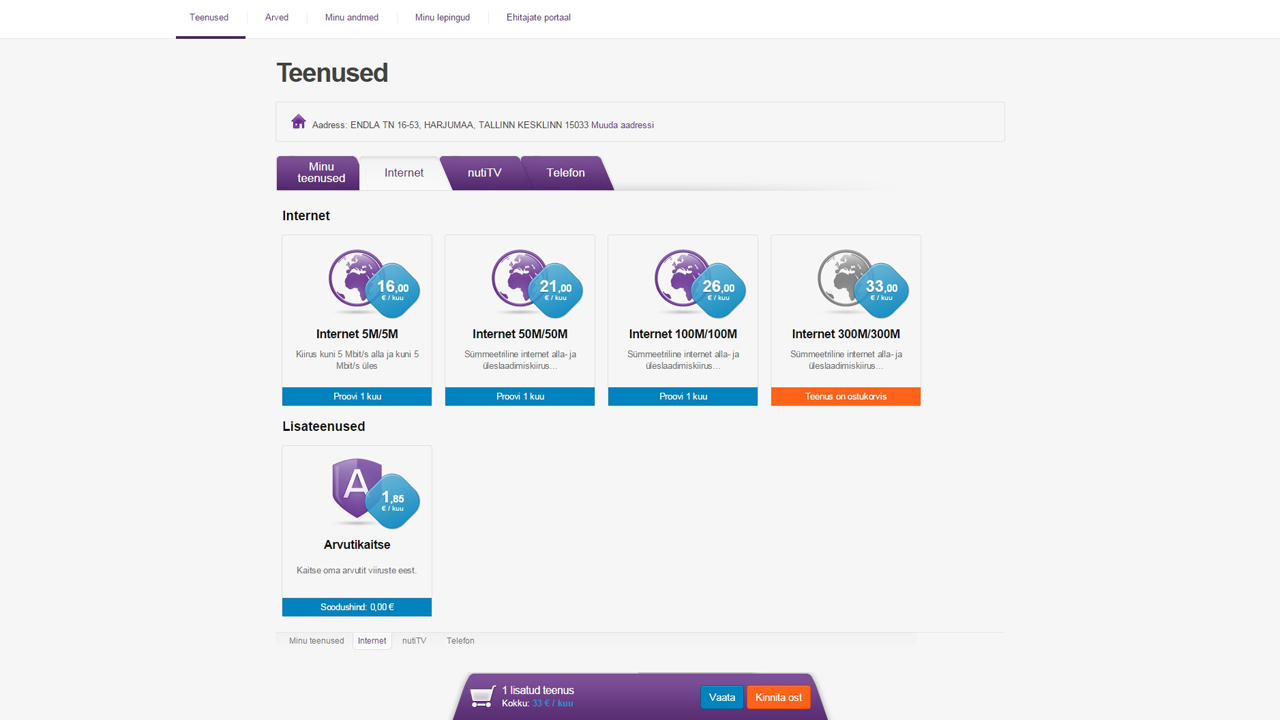 Teenused
Arved
Minu andmed
Minu lepingud
Ehitajate portaal
Teenused
Aadress: ENDLA TN 16-53, HARJUMAA, TALLINN KESKLINN 15033 Muuda aadressi
Minu
teenused
Internet
nutiTV
Telefon
Internet
16,00
€ / kuu
Internet 5M/5M
Kiirus kuni 5 Mbit/s alla ja kuni 5
Mbit/s üles
Proovi 1 kuu
21,00
€ / kuu
Internet 50M/50M
Sümmeetriline internet alla- ja
üleslaadimiskiirus...
Proovi 1 kuu
26,00
€ / kuu
Internet 100M/100M
Sümmeetriline internet alla- ja
üleslaadimiskiirus...
Proovi 1 kuu
33,00
€ / kuu
Internet 300M/300M
Sümmeetriline internet alla- ja
üleslaadimiskiirus...
Teenus on ostukorvis
Lisateenused
A
1,85
€ / kuu
Arvutikaitse
Kaitse oma arvutit viiruste eest.
Soodushind: 0,00 €
Minu teenused
Internet
nutiTV
Telefon
1 lisatud teenus
Kokku: 33 € / kuu
Vaata
Kinnita ost